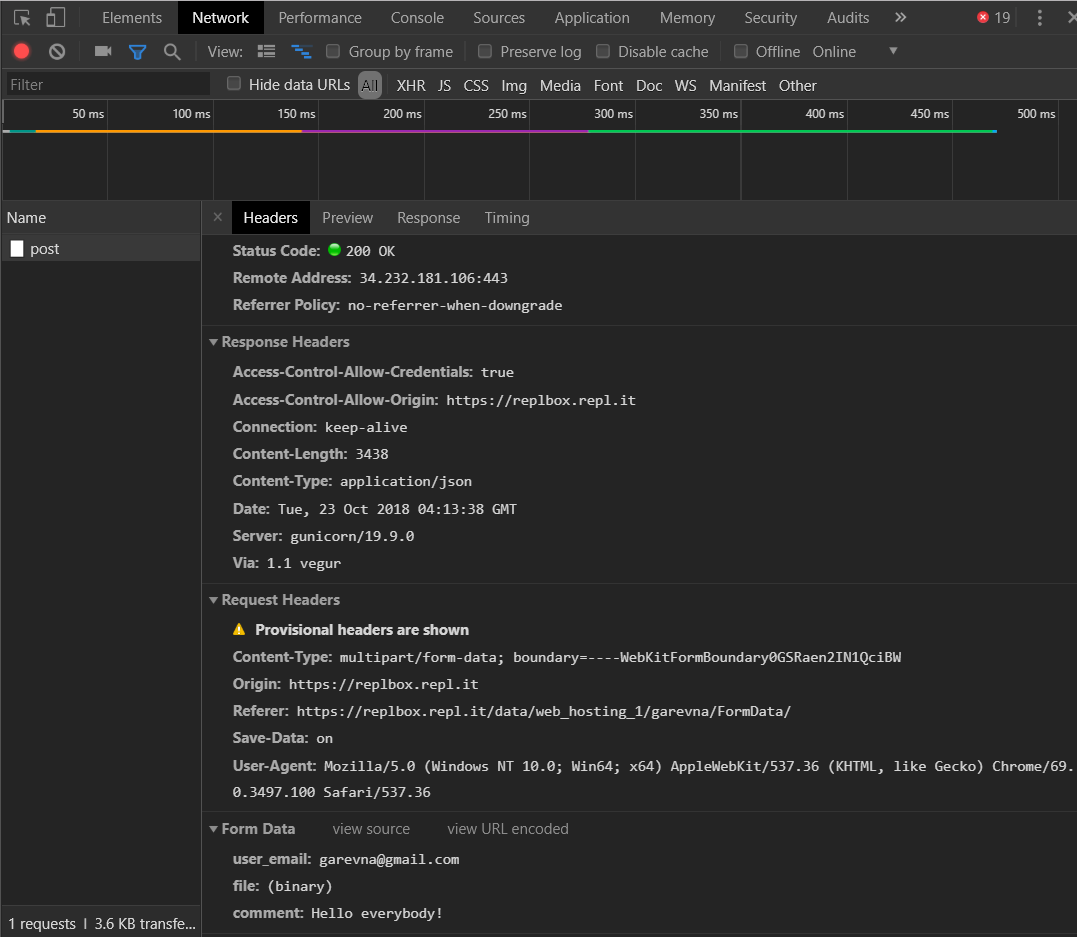 Elements Network Performance Console Sources Application Memory Security Audits » 19
View: Group by frame Preserve log Disable cache Offline Online ▼
Filter Hide data URLs All XHR JS CSS Img Media Font Doc WS Manifest Other
50 ms 100 ms 150 ms 200 ms 250 ms 300 ms 350 ms 400 ms 450 ms 500 ms
Name × Headers Preview Response Timing
post
Status Code: 200 OK
Remote Address: 34.232.181.106:443
Referrer Policy: no-referrer-when-downgrade
▼ Response Headers
Access-Control-Allow-Credentials: true
Access-Control-Allow-Origin: https://replbox.repl.it
Connection: keep-alive
Content-Length: 3438
Content-Type: application/json
Date: Tue, 23 Oct 2018 04:13:38 GMT
Server: gunicorn/19.9.0
Via: 1.1 vegur
▼ Request Headers
Provisional headers are shown
Content-Type: multipart/form-data; boundary=----WebKitFormBoundary0GSRaen2IN1QciBW
Origin: https://replbox.repl.it
Referer: https://replbox.repl.it/data/web_hosting_1/garevna/FormData/
Save-Data: on
User-Agent: Mozilla/5.0 (Windows NT 10.0; Win64; x64) AppleWebKit/537.36 (KHTML, like Gecko) Chrome/69.
0.3497.100 Safari/537.36
▼ Form Data view source view URL encoded
user_email: garevna@gmail.com
file: (binary)
comment: Hello everybody!
1 requests | 3.6 KB transfe...